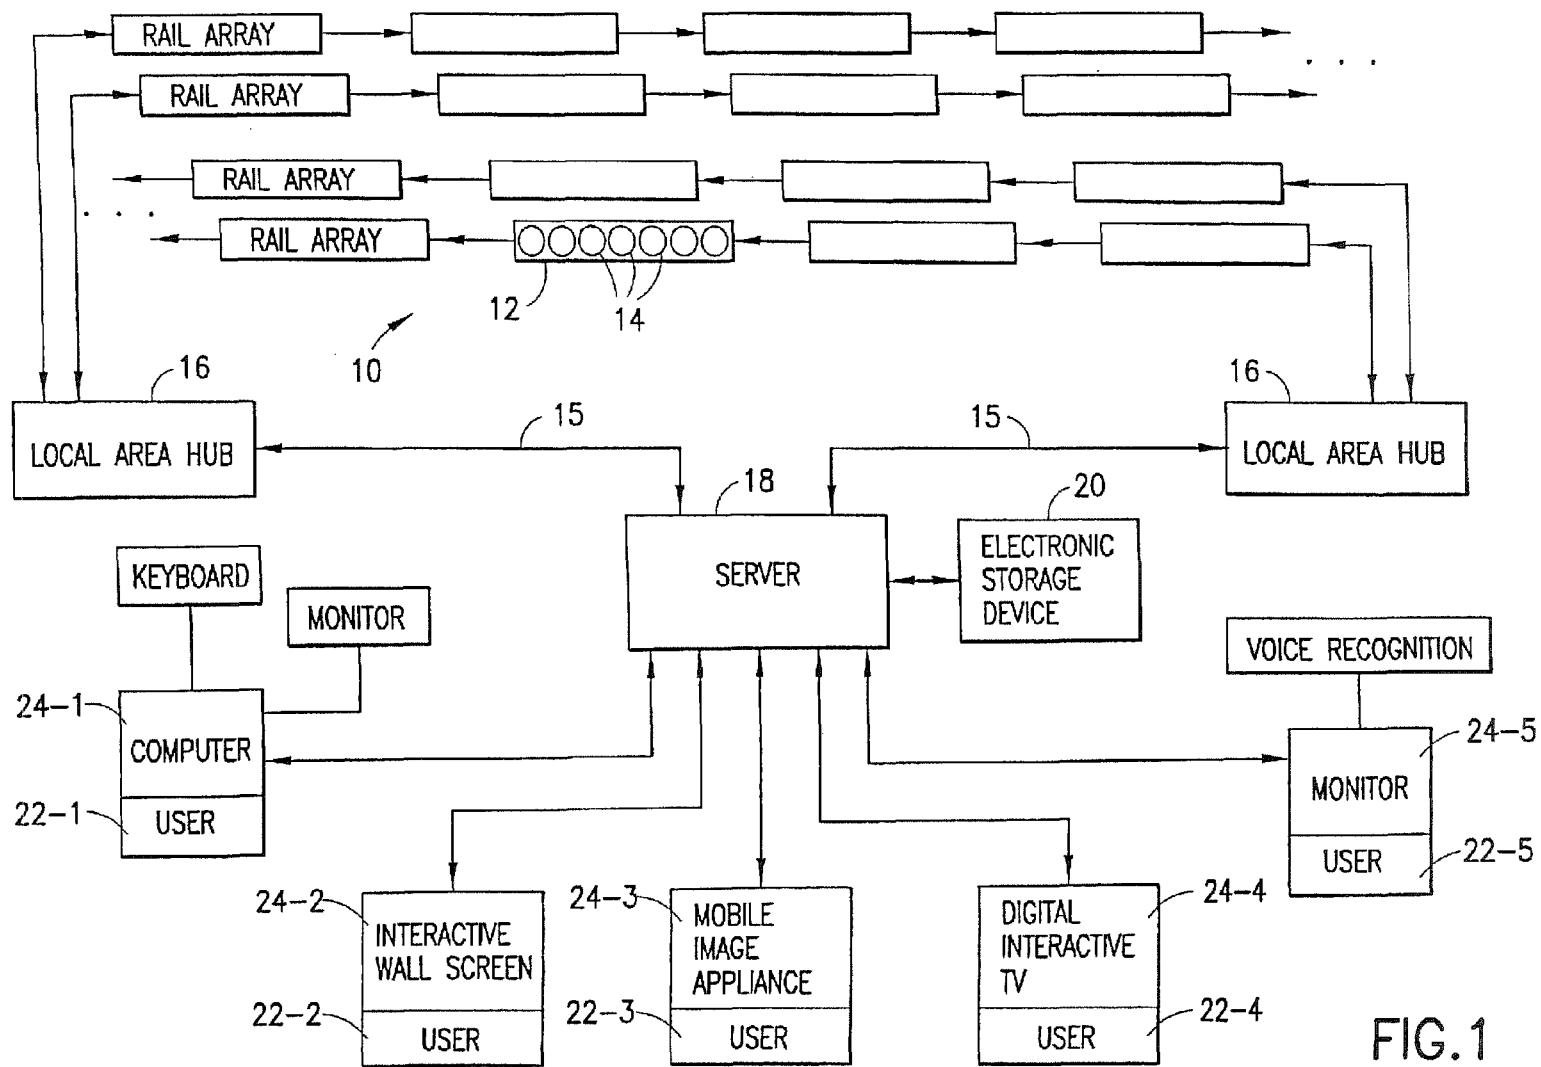 RAIL ARRAY
RAIL ARRAY
. . .
RAIL ARRAY
. . .
RAIL ARRAY
12
14
10
16
16
LOCAL AREA HUB
15
15
LOCAL AREA HUB
18
20
SERVER
ELECTRONIC
STORAGE
DEVICE
KEYBOARD
MONITOR
VOICE RECOGNITION
24-1
COMPUTER
22-1
USER
24-5
MONITOR
22-5
USER
24-2
INTERACTIVE
WALL SCREEN
22-2
USER
24-3
MOBILE
IMAGE
APPLIANCE
22-3
USER
24-4
DIGITAL
INTERACTIVE
TV
22-4
USER
FIG.1